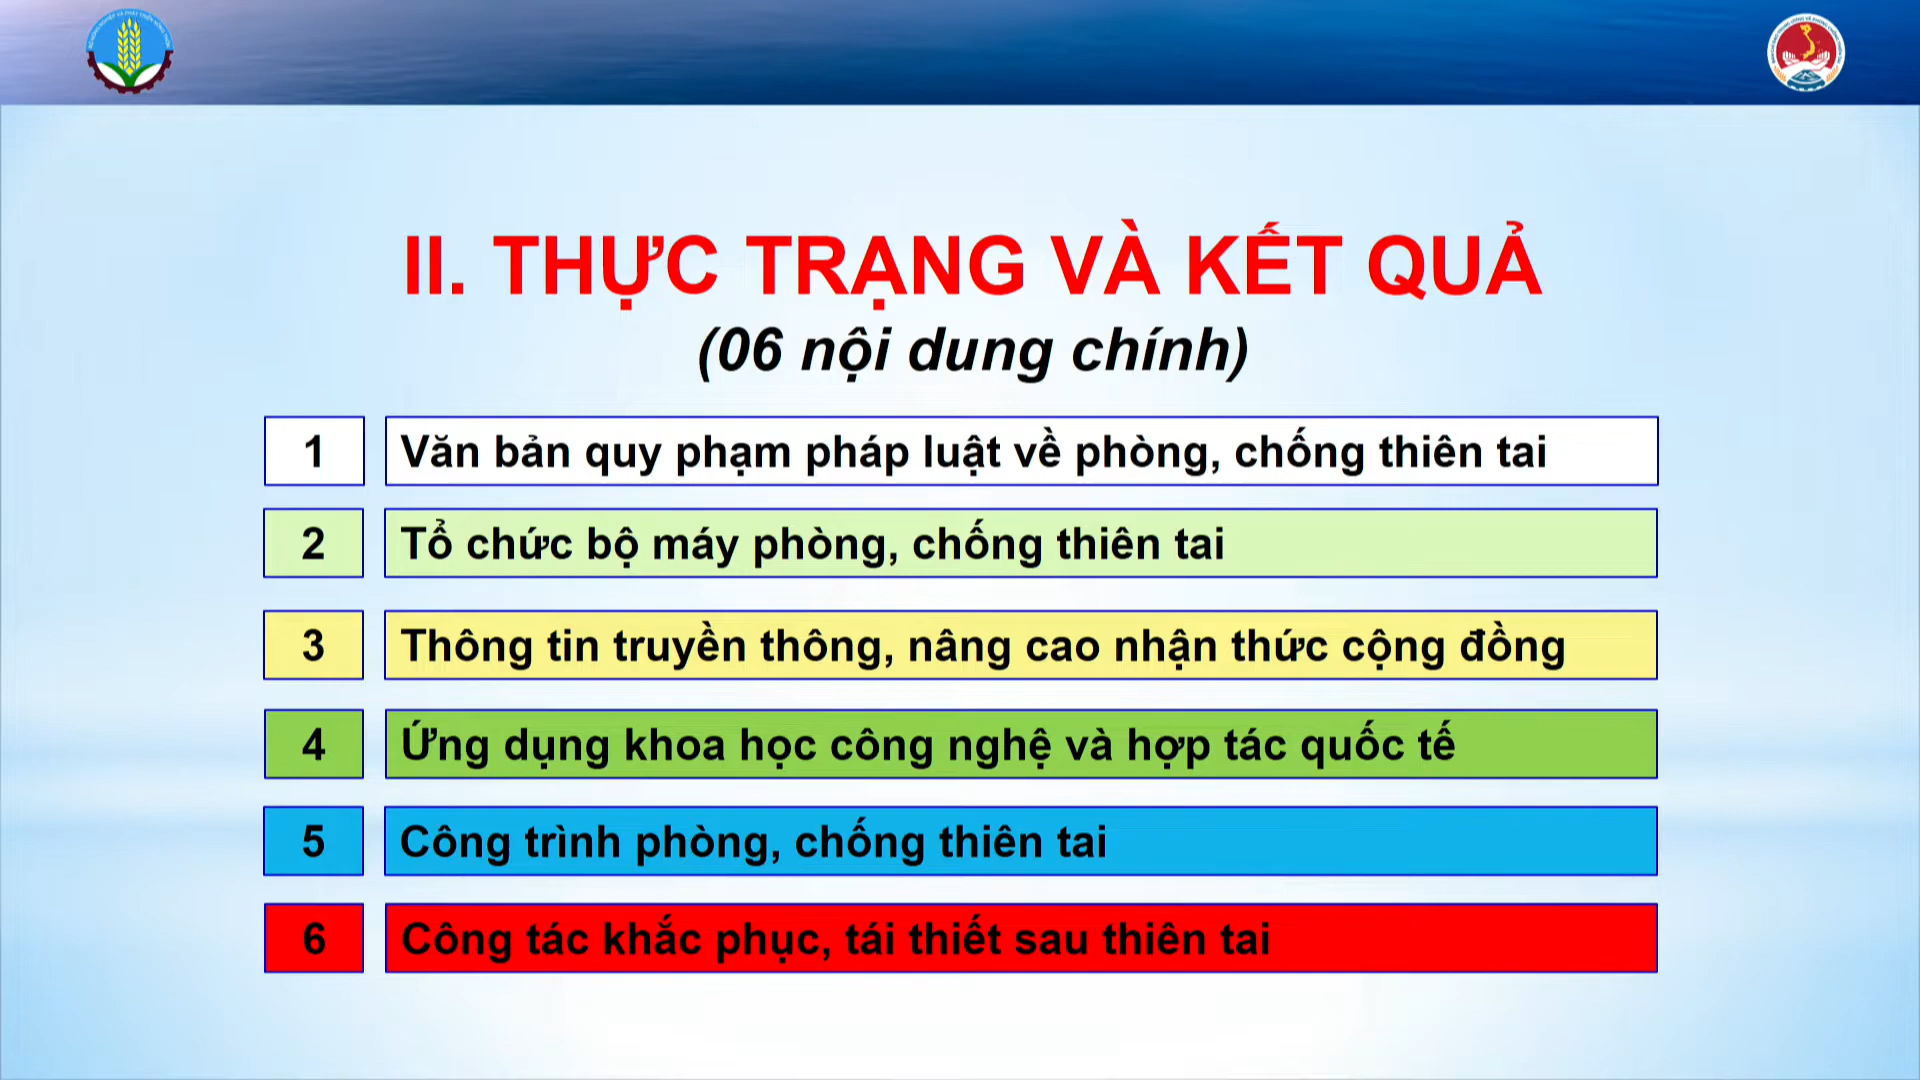 II. THỰC TRẠNG VÀ KẾT QUẢ
(06 nội dung chính)
1 Văn bản quy phạm pháp luật về phòng, chống thiên tai
2 Tổ chức bộ máy phòng, chống thiên tai
3 Thông tin truyền thông, nâng cao nhận thức cộng đồng
4 Ứng dụng khoa học công nghệ và hợp tác quốc tế
5 Công trình phòng, chống thiên tai
6 Công tác khắc phục, tái thiết sau thiên tai